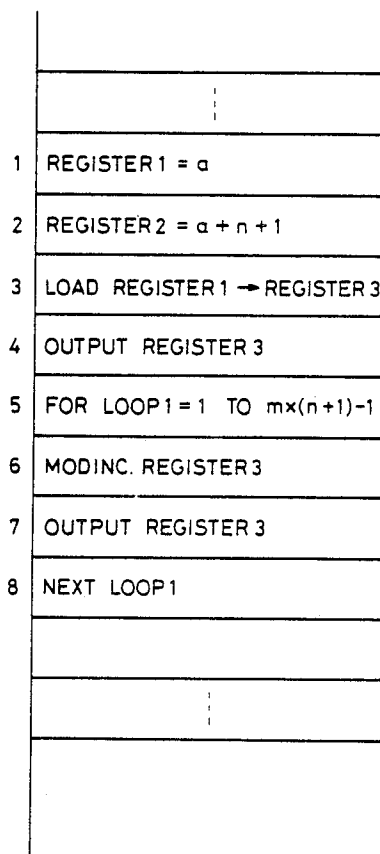 1 REGISTER 1 = a
2 REGISTER 2 = a + n + 1
3 LOAD REGISTER 1 → REGISTER 3
4 OUTPUT REGISTER 3
5 FOR LOOP 1 = 1 TO m×(n+1)-1
6 MODINC. REGISTER 3
7 OUTPUT REGISTER 3
8 NEXT LOOP 1